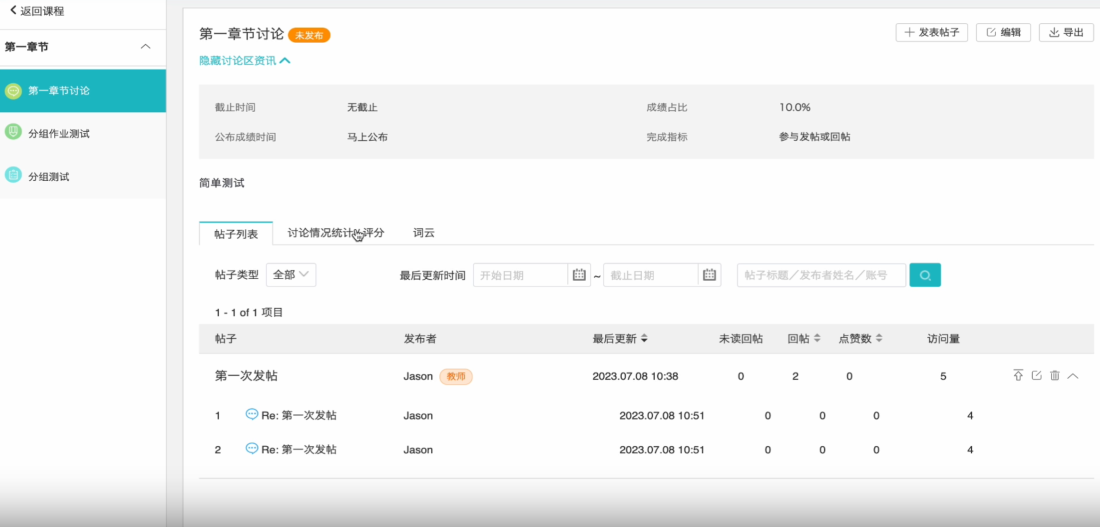 返回课程
第一章节
第一章节讨论
分组作业测试
分组测试
第一章节讨论 未发布
发表帖子 编辑 导出
隐藏讨论区资讯
截止时间 无截止 成绩占比 10.0%
公布成绩时间 马上公布 完成指标 参与发帖或回帖
简单测试
帖子列表 讨论情况统计&评分 词云
帖子类型 全部 最后更新时间 开始日期 ~ 截止日期 帖子标题/发布者姓名/账号
1 - 1 of 1 项目
帖子 发布者 最后更新 未读回帖 回帖 点赞数 访问量
第一次发帖 Jason 教师 2023.07.08 10:38 0 2 0 5
1 Re: 第一次发帖 Jason 2023.07.08 10:51 0 0 0 4
2 Re: 第一次发帖 Jason 2023.07.08 10:51 0 0 0 4